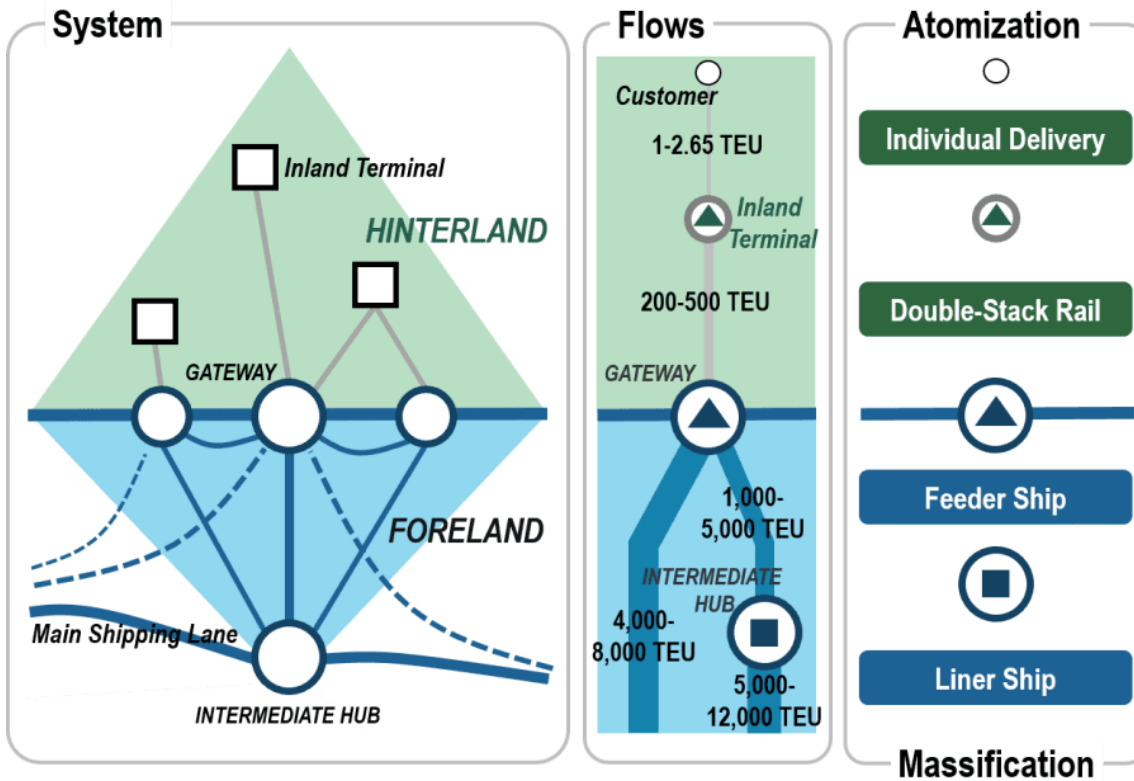 System
Inland Terminal
HINTERLAND
GATEWAY
FORELAND
Main Shipping Lane
INTERMEDIATE HUB
Flows
Customer
1-2.65 TEU
Inland
Terminal
200-500 TEU
GATEWAY
1,000-
5,000 TEU
INTERMEDIATE
HUB
4,000-
8,000 TEU
5,000-
12,000 TEU
Atomization
Individual Delivery
Double-Stack Rail
Feeder Ship
Liner Ship
Massification